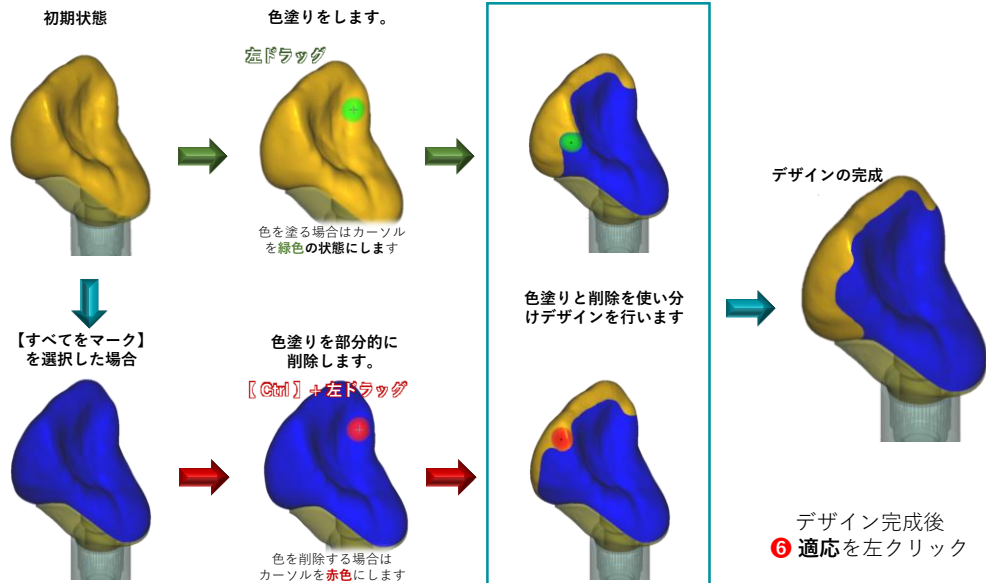 初期状態
色塗りをします。
左ドラッグ
色を塗る場合はカーソル
を緑色の状態にします
デザインの完成
【すべてをマーク】
を選択した場合
色塗りを部分的に
削除します。
[ Ctrl ] + 左ドラッグ
色を削除する場合は
カーソルを赤色にします
色塗りと削除を使い分
けデザインを行います
デザイン完成後
❻ 適応を左クリック